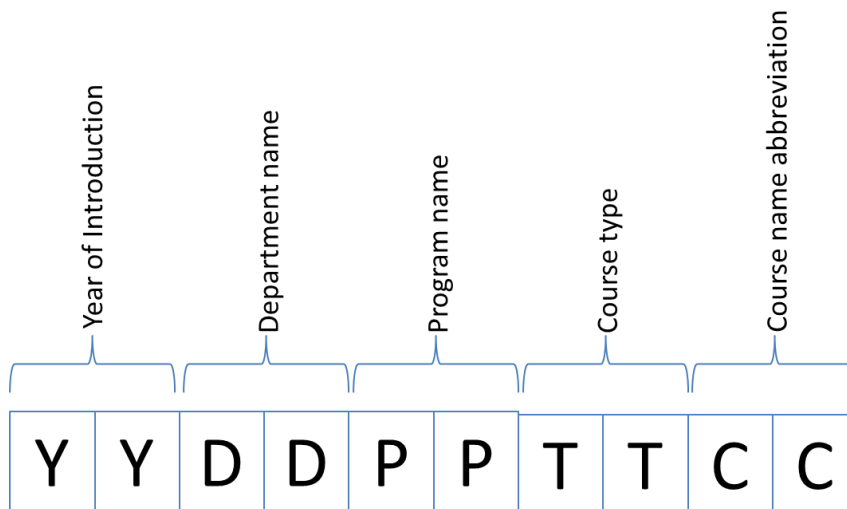 Year of Introduction
Department name
Program name
Course type
Course name abbreviation
Y Y D D P P T T C C